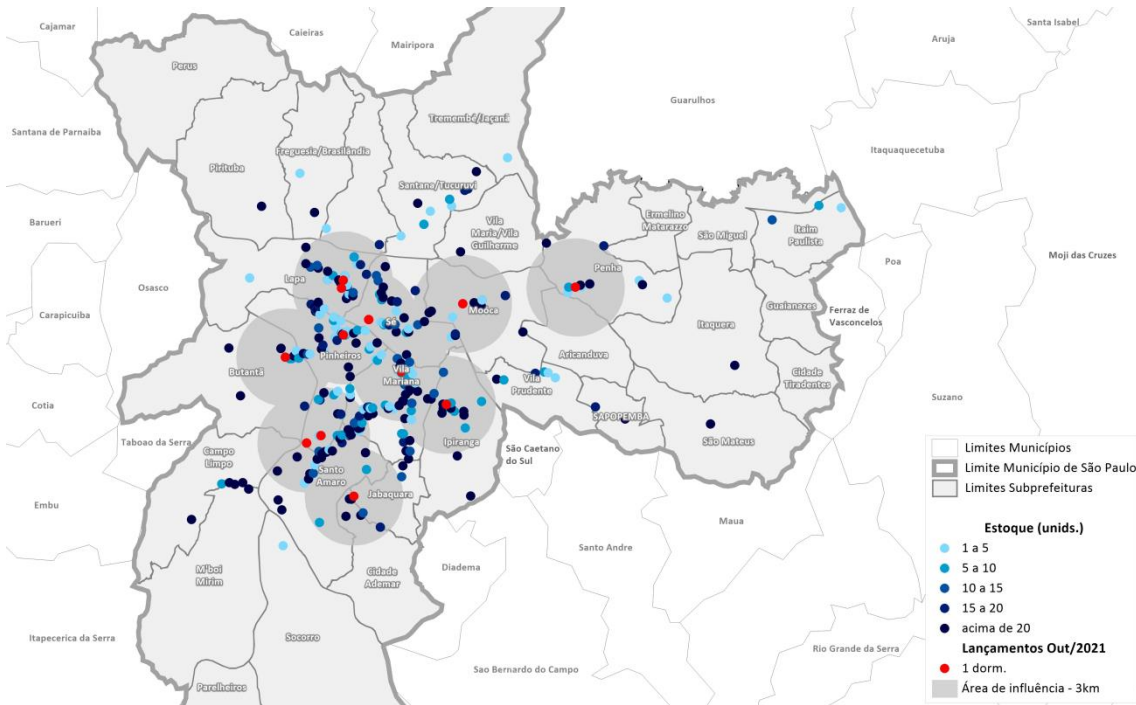 Cajamar
Caieiras
Mairipora
Santa Isabel
Aruja
Perus
Guarulhos
Santana de Parnaiba
Tremembé/Jaçanã
Freguesia/Brasilândia
Itaquaquecetuba
Pirituba
Santana/Tucuruvi
Barueri
Vila
Maria/Vila
Guilherme
Ermelino
Matarazzo
São Miguel
Itaim
Paulista
Poa
Moji das Cruzes
Osasco
Lapa
Penha
Carapicuiba
Sé
Mooca
Itaquera
Guaianazes
Ferraz de
Vasconcelos
Pinheiros
Aricanduva
Butantã
Vila
Mariana
Vila
Prudente
Cidade
Tiradentes
Suzano
Cotia
SAPOPEMBA
São Mateus
Taboao da Serra
Ipiranga
São Caetano
do Sul
Campo
Limpo
Santo
Amaro
Jabaquara
Embu
Maua
Santo Andre
M'boi
Mirim
Cidade
Ademar
Diadema
Itapecerica da Serra
Socorro
Rio Grande da Serra
Sao Bernardo do Campo
Parelheiros
Limites Municípios
Limite Município de São Paulo
Limites Subprefeituras
Estoque (unids.)
1 a 5
5 a 10
10 a 15
15 a 20
acima de 20
Lançamentos Out/2021
1 dorm.
Área de influência - 3km